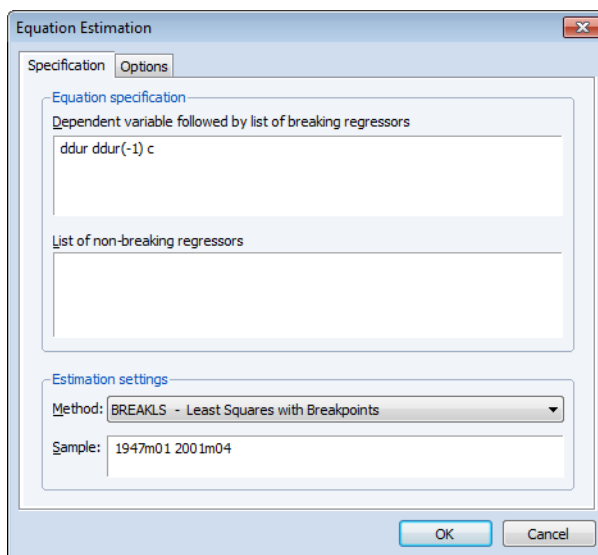 Equation Estimation
Specification
Options
Equation specification
Dependent variable followed by list of breaking regressors
ddur ddur(-1) c
List of non-breaking regressors
Estimation settings
Method: BREAKLS - Least Squares with Breakpoints
Sample: 1947m01 2001m04
OK
Cancel